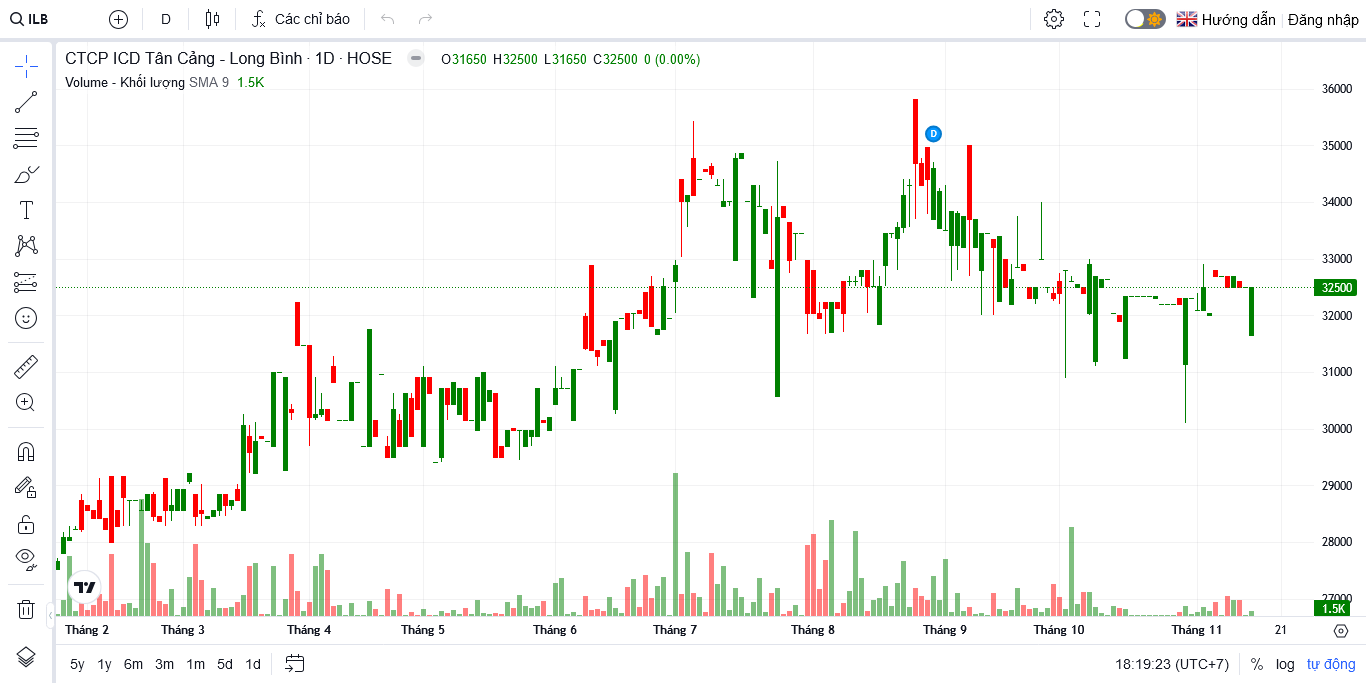 ILB D Các chỉ báo Hướng dẫn Đăng nhập
CTCP ICD Tân Cảng - Long Bình · 1D · HOSE O31650 H32500 L31650 C32500 0 (0.00%)
Volume - Khối lượng SMA 9 1.5K
36000
35000
D
34000
33000
32500
32000
31000
30000
29000
28000
27000
1.5K
Tháng 2 Tháng 3 Tháng 4 Tháng 5 Tháng 6 Tháng 7 Tháng 8 Tháng 9 Tháng 10 Tháng 11 21
5y 1y 6m 3m 1m 5d 1d 18:19:23 (UTC+7) % log tự động